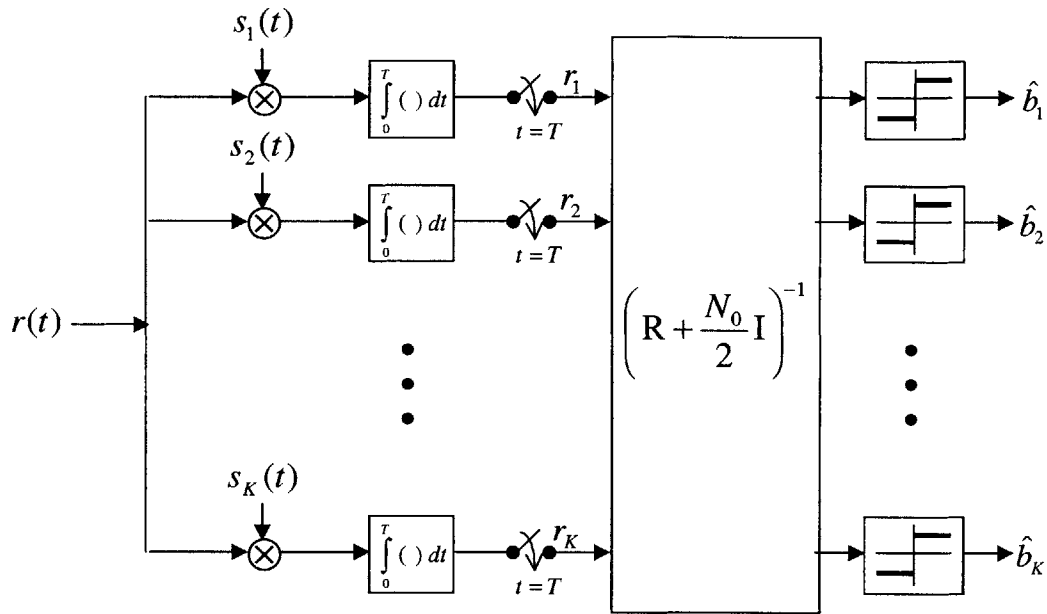 s_1(t)
∫_0^T ( ) dt
r_1
t = T
b̂_1
s_2(t)
∫_0^T ( ) dt
r_2
t = T
b̂_2
r(t)
(R + N_0/2 I)^{-1}
s_K(t)
∫_0^T ( ) dt
r_K
t = T
b̂_K